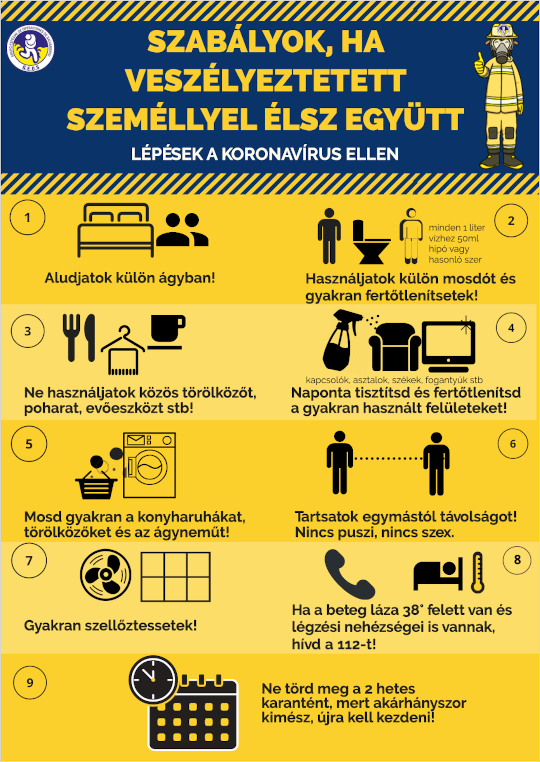 SZABÁLYOK, HA
VESZÉLYEZTETETT
SZEMÉLLYEL ÉLSZ EGYÜTT
LÉPÉSEK A KORONAVÍRUS ELLEN
1
Aludjatok külön ágyban!
2
minden 1 liter
vízhez 50ml
hipó vagy
hasonló szer
Használjatok külön mosdót és
gyakran fertőtlenítsetek!
3
Ne használjatok közös törölközőt,
poharat, evőeszközt stb!
4
kapcsolók, asztalok, székek, fogantyúk stb
Naponta tisztítsd és fertőtlenítsd
a gyakran használt felületeket!
5
Mosd gyakran a konyharuhákat,
törölközőket és az ágyneműt!
6
Tartsatok egymástól távolságot!
Nincs puszi, nincs szex.
7
Gyakran szellőztessetek!
8
Ha a beteg láza 38° felett van és
légzési nehézségei is vannak,
hívd a 112-t!
9
Ne törd meg a 2 hetes
karantént, mert akárhányszor
kimész, újra kell kezdeni!